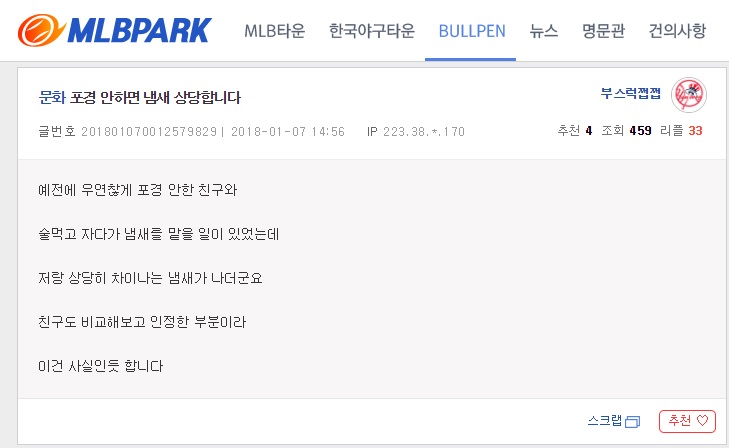 MLBPARK
MLB타운 한국야구타운 BULLPEN 뉴스 명문관 건의사항
문화 포경 안하면 냄새 상당합니다
부스럭쩝쩝
글번호 201801070012579829 | 2018-01-07 14:56 IP 223.38.*.170
추천 4 조회 459 리플 33
예전에 우연찮게 포경 안한 친구와
술먹고 자다가 냄새를 맡을 일이 있었는데
저랑 상당히 차이나는 냄새가 나더군요
친구도 비교해보고 인정한 부분이라
이건 사실인듯 합니다
스크랩 추천 ♡